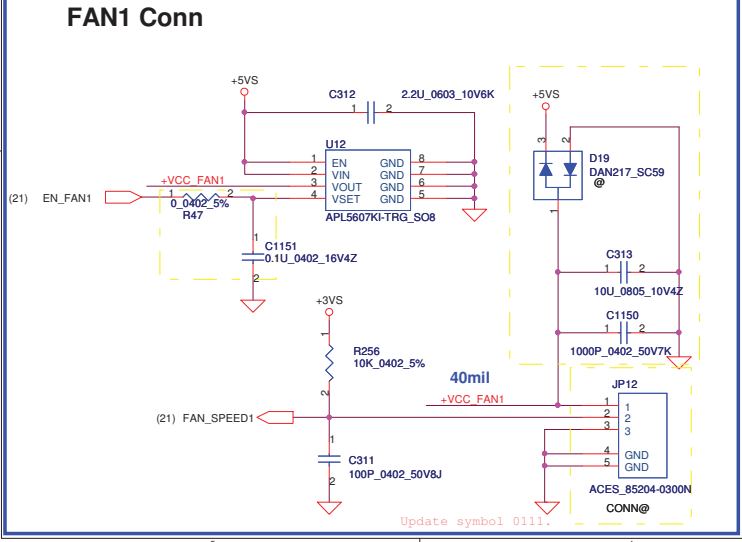 FAN1 Conn
+5VS
C312 2.2U_0603_10V6K
1 2
U12
1 EN GND 8
2 VIN GND 7
3 VOUT GND 6
4 VSET GND 5
APL5607KI-TRG_SO8
+VCC_FAN1
(21) EN_FAN1
1 2
0_0402_5%
R47
1
C1151
0.1U_0402_16V4Z
2
+5VS
3 2
D19
DAN217_SC59
@
1
C313
1 2
10U_0805_10V4Z
C1150
1 2
1000P_0402_50V7K
+3VS
1
R256
10K_0402_5%
2
40mil
+VCC_FAN1
(21) FAN_SPEED1
1
C311
100P_0402_50V8J
2
JP12
1 1
2 2
3 3
4 GND
5 GND
ACES_85204-0300N
CONN@
Update symbol 0111.